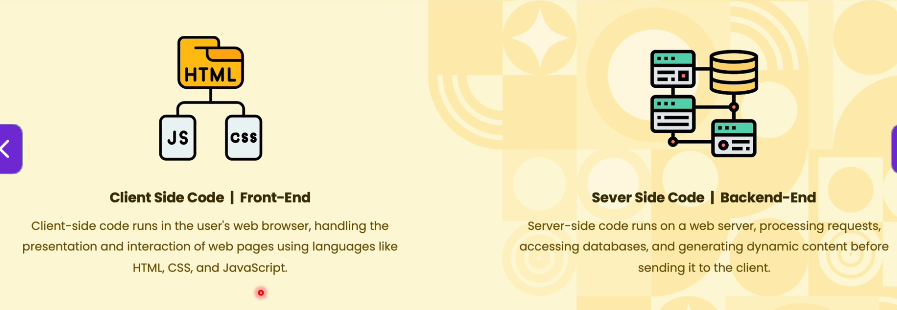 HTML
JS
CSS
Client Side Code | Front-End
Client-side code runs in the user's web browser, handling the
presentation and interaction of web pages using languages like
HTML, CSS, and JavaScript.
Sever Side Code | Backend-End
Server-side code runs on a web server, processing requests,
accessing databases, and generating dynamic content before
sending it to the client.